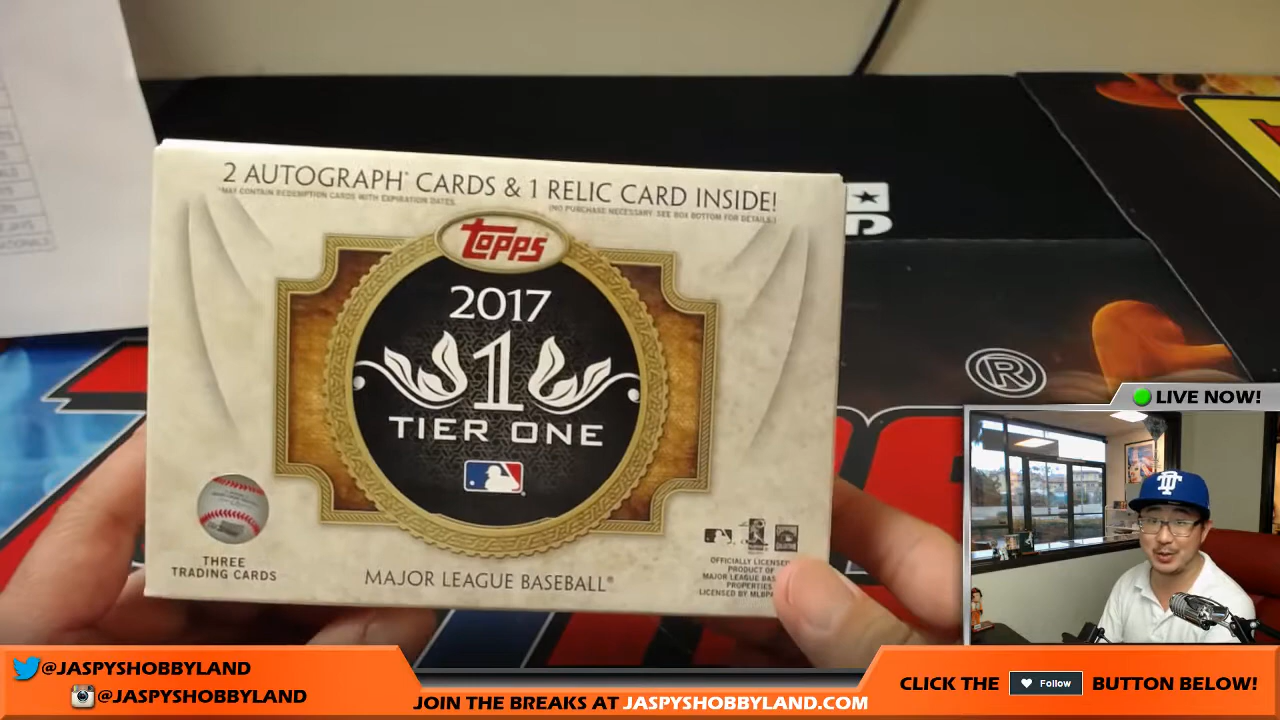 2 AUTOGRAPH* CARDS & 1 RELIC CARD INSIDE!
*MAY CONTAIN REDEMPTION CARDS WITH EXPIRATION DATES.
(NO PURCHASE NECESSARY. SEE BOX BOTTOM FOR DETAILS.)
TOPPS
2017
1
TIER ONE
THREE
TRADING CARDS
MAJOR LEAGUE BASEBALL®
OFFICIALLY LICENSED
PRODUCT OF
MAJOR LEAGUE
PROPERTIES
LICENSED BY
®
LIVE NOW!
@JASPYSHOBBYLAND
@JASPYSHOBBYLAND
JOIN THE BREAKS AT JASPYSHOBBYLAND.COM
CLICK THE Follow BUTTON BELOW!